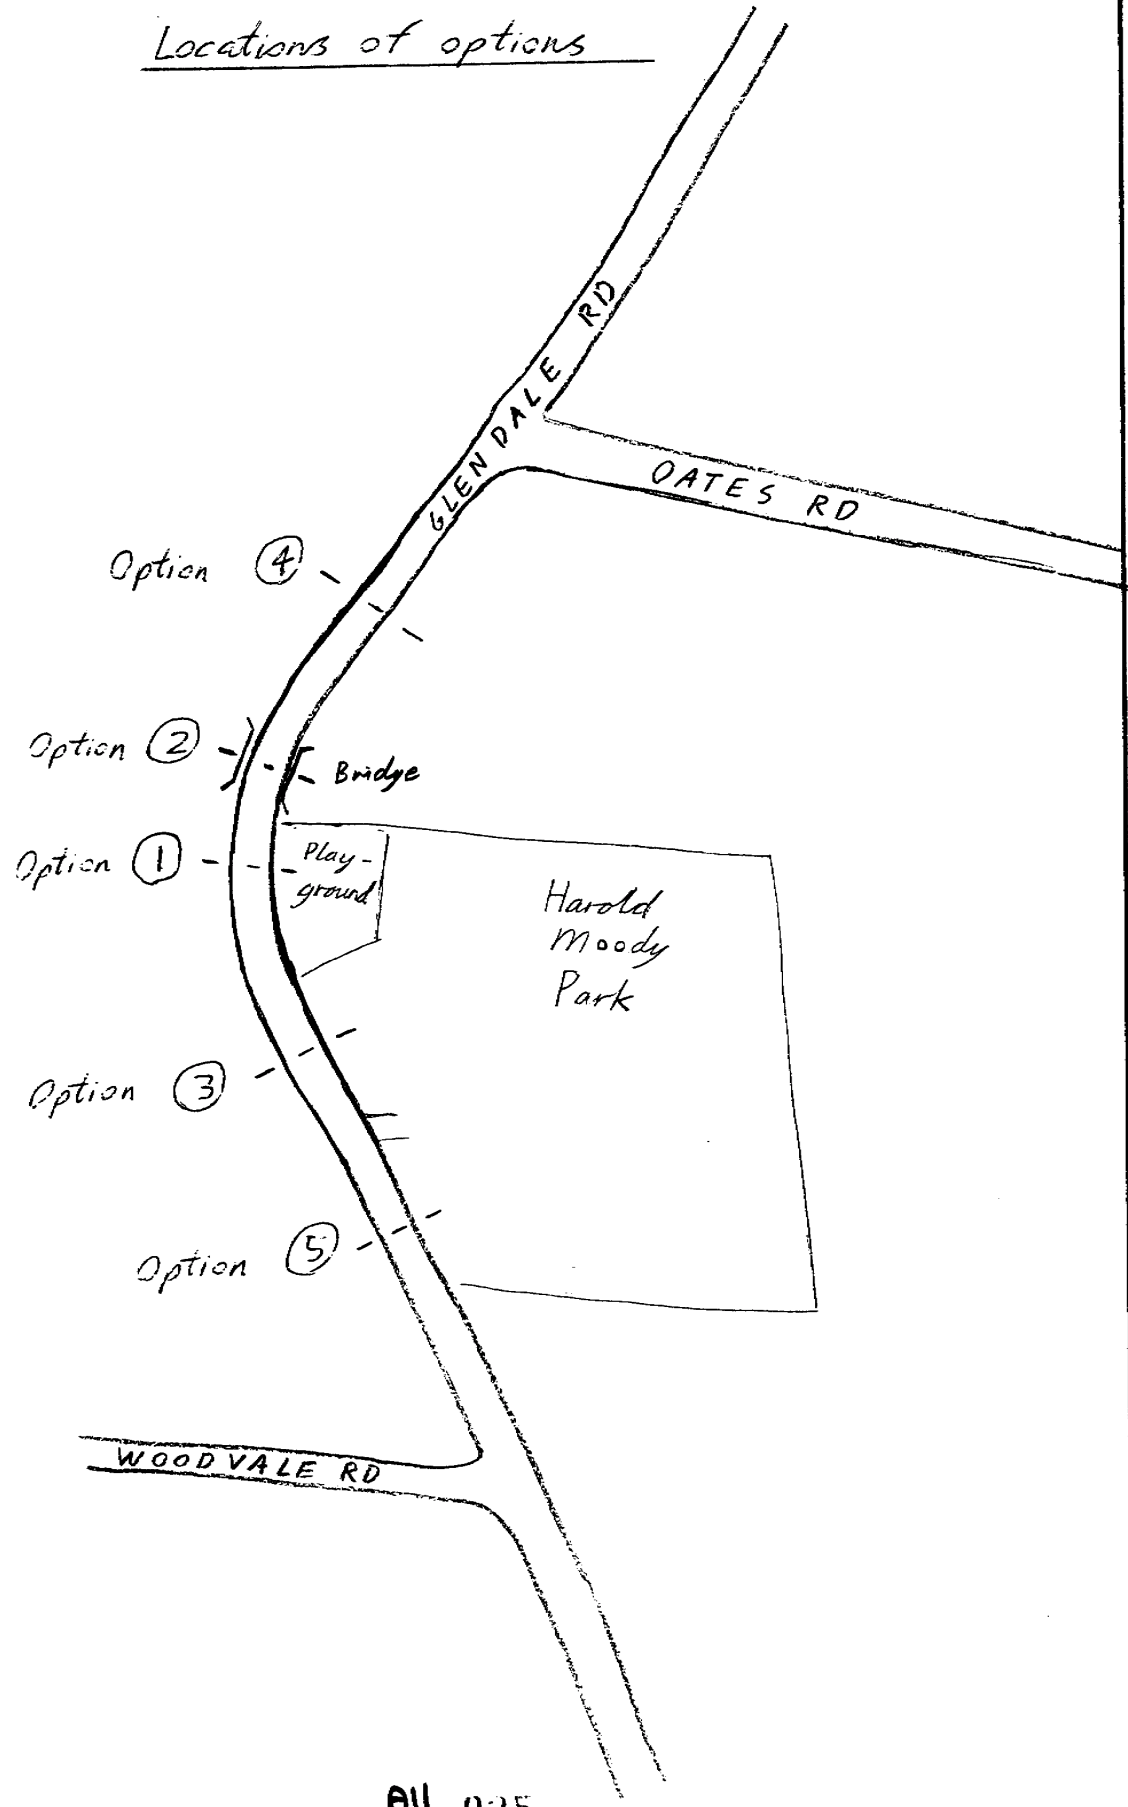 Locations of options
GLENDALE RD
OATES RD
Option 4
Option 2
Bridge
Option 1
Play-
ground
Harold
Moody
Park
Option 3
Option 5
WOODVALE RD
All